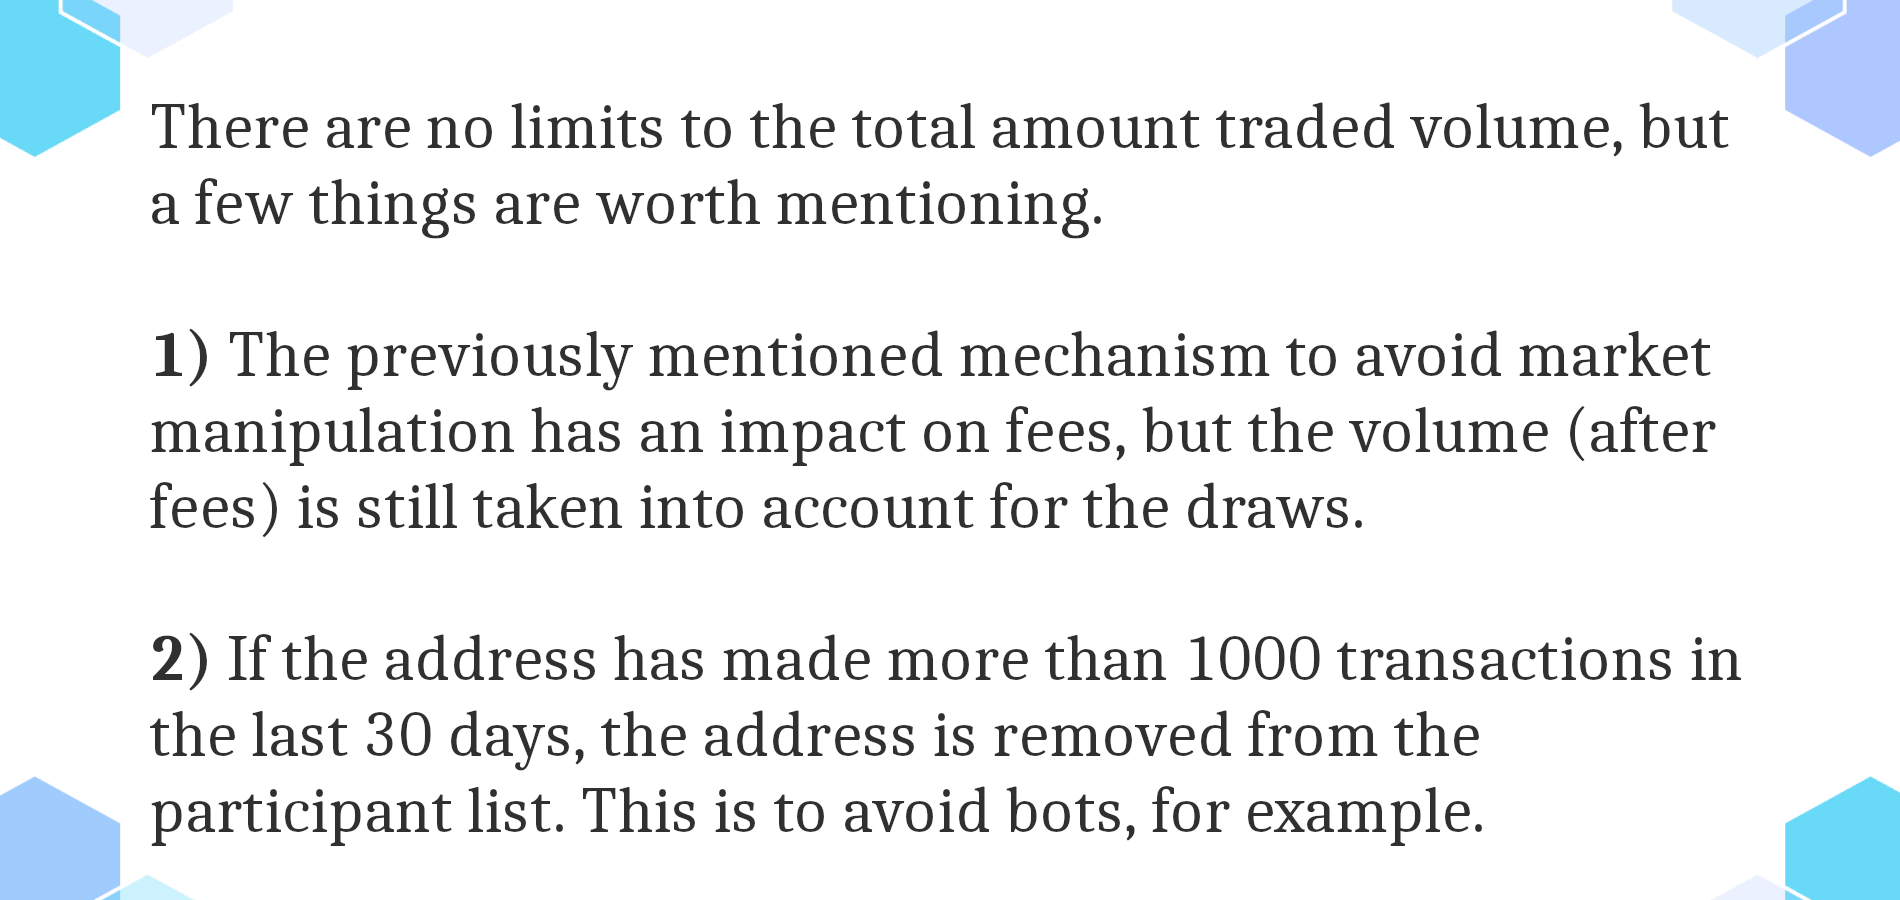 There are no limits to the total amount traded volume, but
a few things are worth mentioning.
1) The previously mentioned mechanism to avoid market
manipulation has an impact on fees, but the volume (after
fees) is still taken into account for the draws.
2) If the address has made more than 1000 transactions in
the last 30 days, the address is removed from the
participant list. This is to avoid bots, for example.